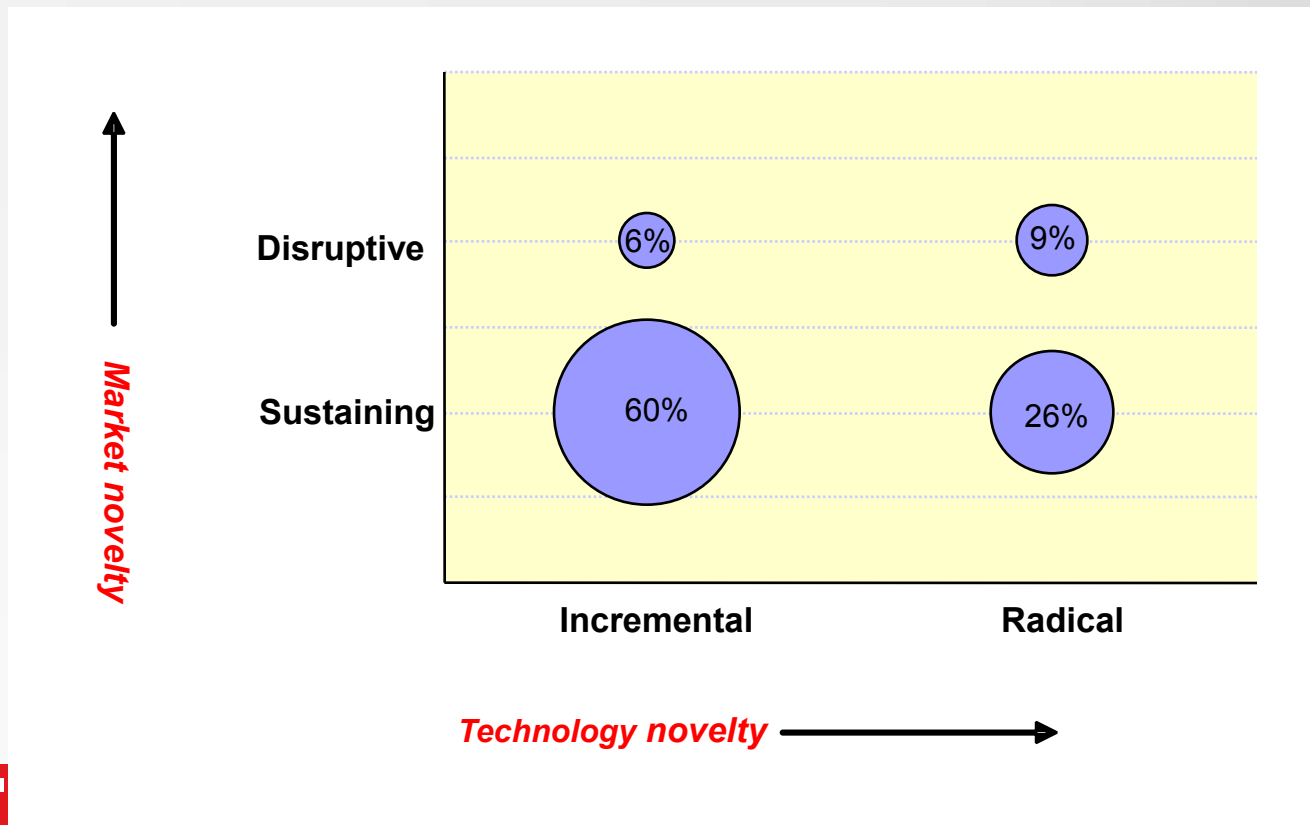 Disruptive
6%
9%
Sustaining
60%
26%
Market novelty
Incremental
Radical
Technology novelty